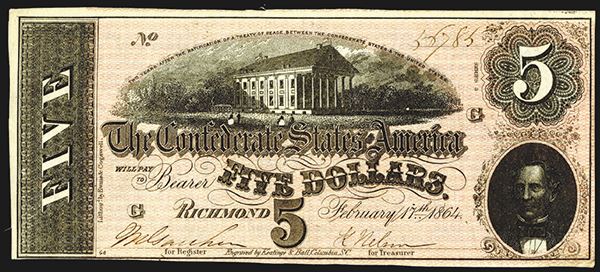 TWO YEARS AFTER THE RATIFICATION OF A TREATY OF PEACE BETWEEN THE CONFEDERATE STATES & THE UNITED STATES
No
5
FIVE
G
The Confederate States of America
WILL PAY TO Bearer
FIVE DOLLARS.
G
RICHMOND 5 February 17th 1864.
for Register
Engraved by Keatinge & Ball, Columbia, S.C.
for Treasurer